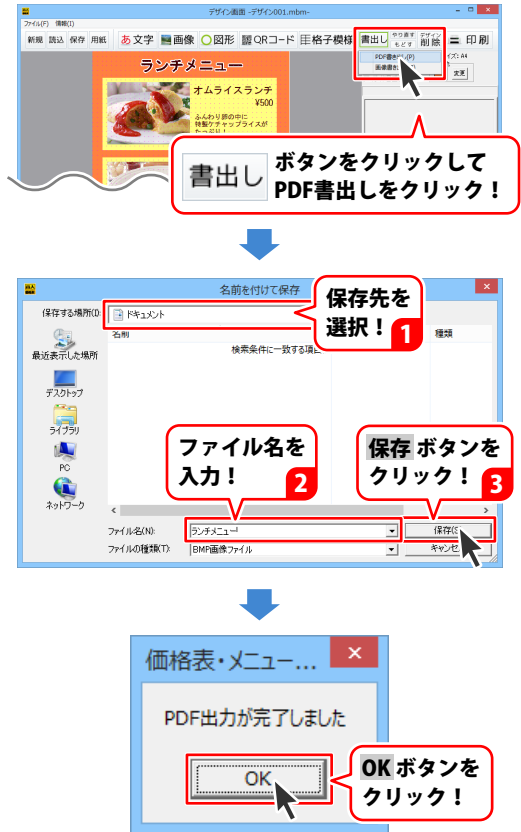 デザイン画面 -デザイン001.mbm-
ファイル(F) 情報(I)
新規 読込 保存 用紙 あ文字 画像 図形 QRコード 格子模様 書出し やり直す もどす デザイン 削除 印刷
PDF書出し(P)
画像書
イズ: A4
変更
ランチメニュー
オムライスランチ
¥500
ふんわり卵の中に
特製ケチャップライスが
たっぷり！
書出し ボタンをクリックして
PDF書出しをクリック！
名前を付けて保存
保存する場所(I):
ドキュメント
保存先を
選択！ 1
名前
種類
検索条件に一致する項目
最近表示した場所
デスクトップ
ライブラリ
PC
ネットワーク
ファイル名を
入力！ 2
保存 ボタンを
クリック！ 3
ファイル名(N):
ランチメニュー
保存(S
ファイルの種類(T):
BMP画像ファイル
キャンセ
価格表・メニュー...
PDF出力が完了しました
OK
OK ボタンを
クリック！